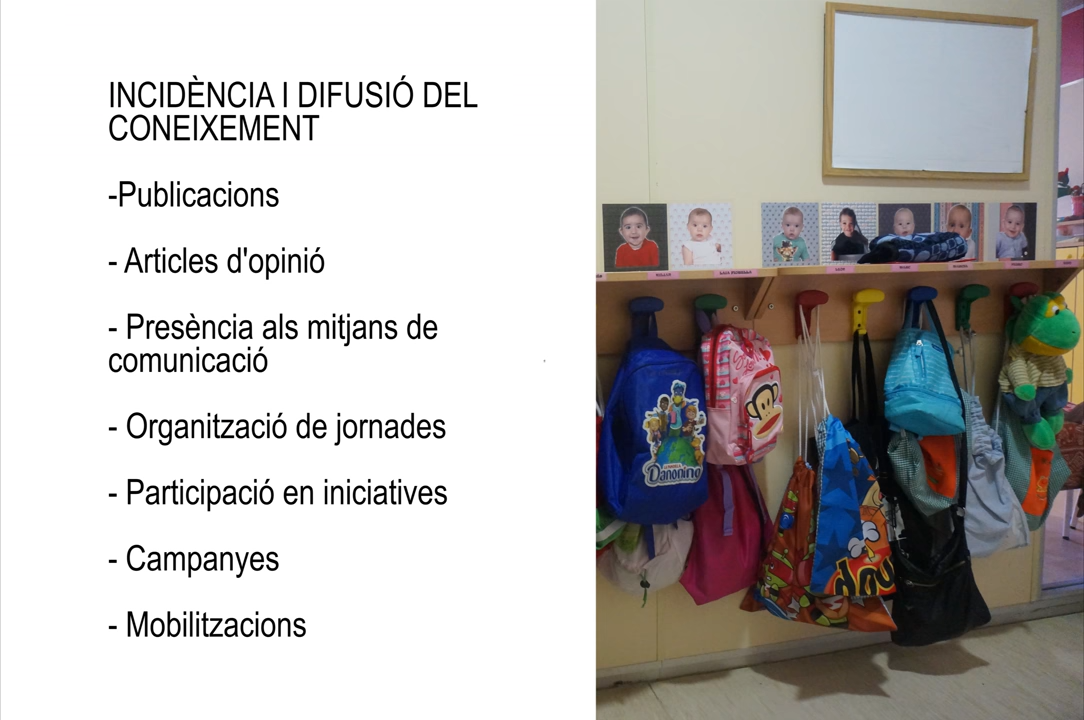 INCIDÈNCIA I DIFUSIÓ DEL
CONEIXEMENT
-Publicacions
- Articles d'opinió
- Presència als mitjans de
comunicació
- Organització de jornades
- Participació en iniciatives
- Campanyes
- Mobilitzacions
Danonino